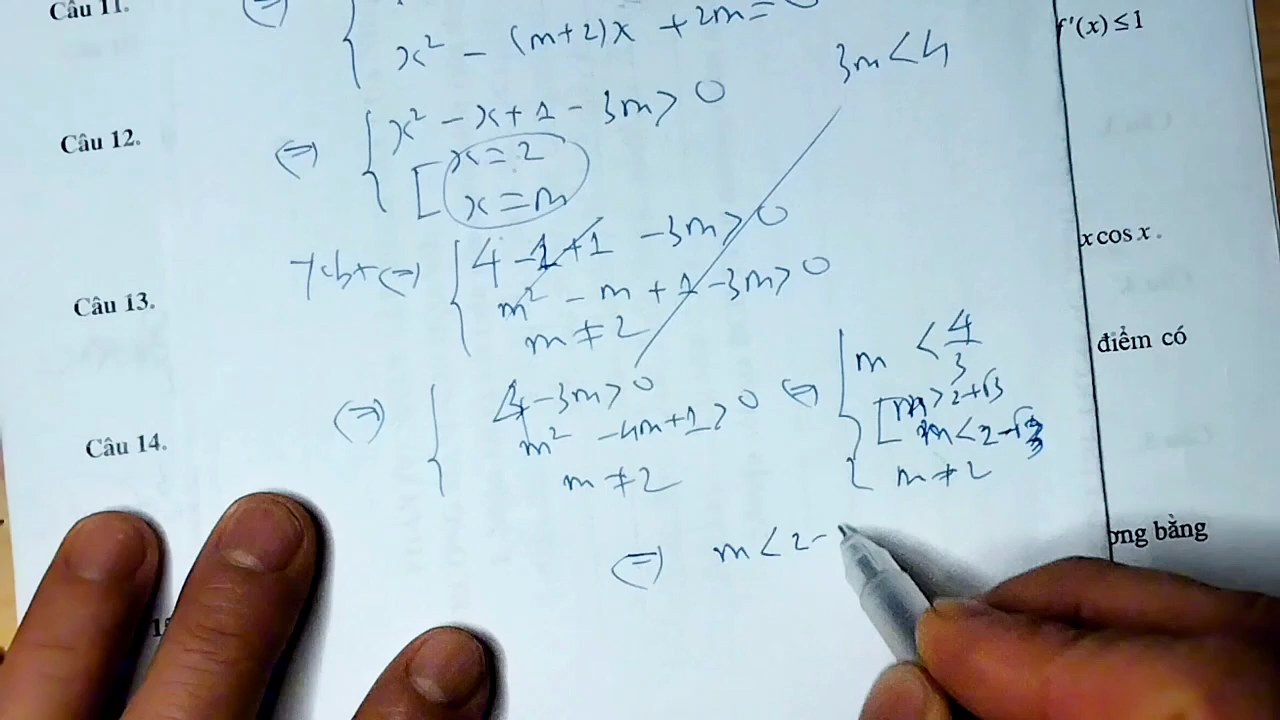 Câu 11.
f'(x) ≤ 1
⇔ { x² - (m+2)x + 2m = 0
3m < 4
Câu 12.
⇔ { x² - x + 1 - 3m > 0
[ x = 2
x = m
Câu 13.
x cos x .
Ycbt ⇔ { 4 - 1 + 1 - 3m > 0
m² - m + 1 - 3m > 0
m ≠ 2
điểm có
Câu 14.
⇔ { 4 - 3m > 0
m² - 4m + 1 > 0
m ≠ 2
⇔ { m < 4/3
[ m > 2 + √3
m < 2 - √3
m ≠ 2
ơng bằng
⇔ m < 2 -